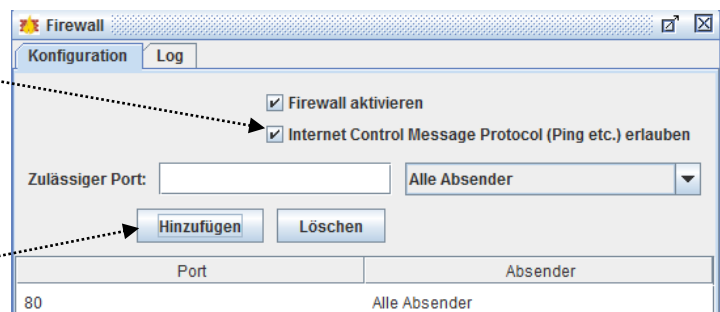 Firewall
Konfiguration Log
Firewall aktivieren
Internet Control Message Protocol (Ping etc.) erlauben
Zulässiger Port: Alle Absender
Hinzufügen Löschen
Port Absender
80 Alle Absender